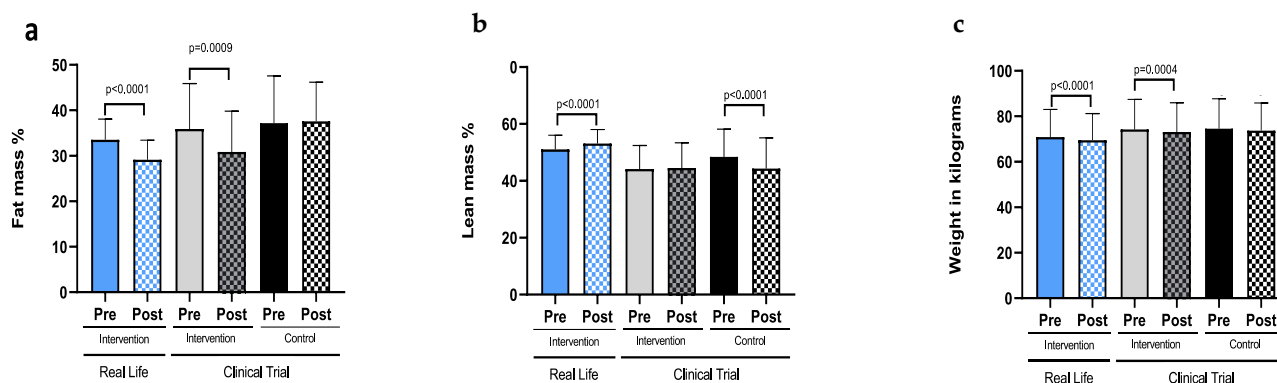 a
Fat mass %
50
40
30
20
10
0
p<0.0001
p=0.0009
Pre Post Pre Post Pre Post
Intervention Intervention Control
Real Life Clinical Trial
b
Lean mass %
0
60
40
20
0
p<0.0001
p<0.0001
Pre Post Pre Post Pre Post
Intervention Intervention Control
Real Life Clinical Trial
c
Weight in kilograms
100
80
60
40
20
0
p<0.0001
p=0.0004
Pre Post Pre Post Pre Post
Intervention Intervention Control
Real Life Clinical Trial